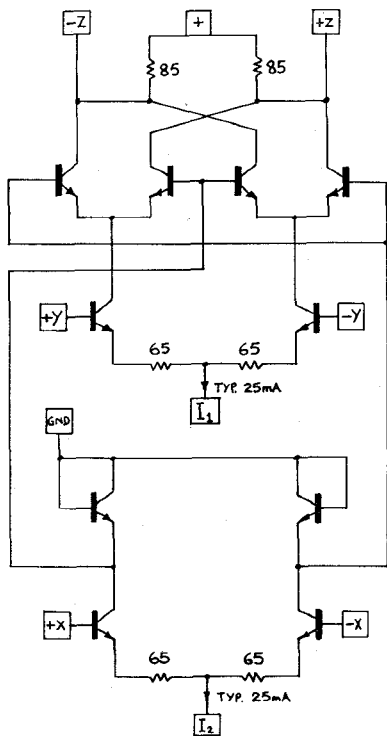 -Z + +Z
85 85
+Y -Y
65 65
TYP. 25mA
I₁
GND
+X -X
65 65
TYP. 25mA
I₂